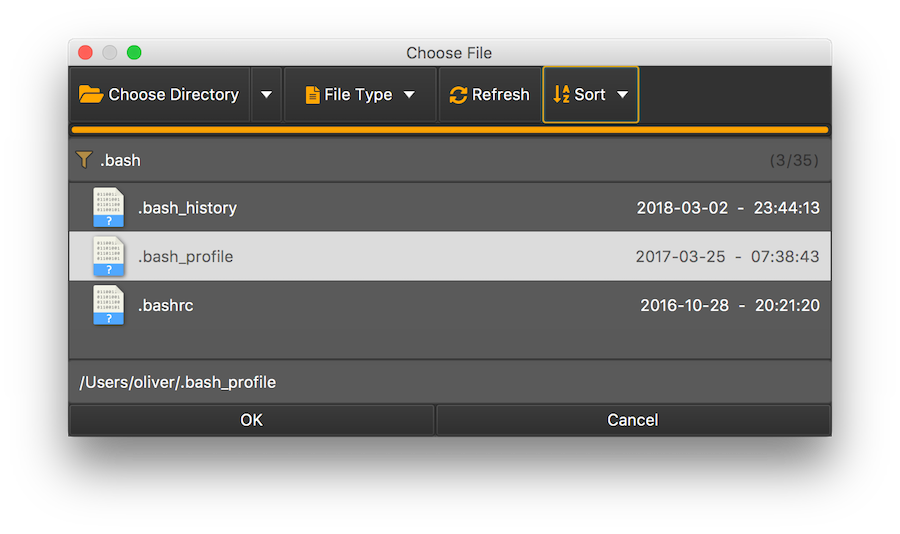 Choose File
Choose Directory File Type Refresh Sort
.bash (3/35)
.bash_history 2018-03-02 - 23:44:13
.bash_profile 2017-03-25 - 07:38:43
.bashrc 2016-10-28 - 20:21:20
/Users/oliver/.bash_profile
OK Cancel